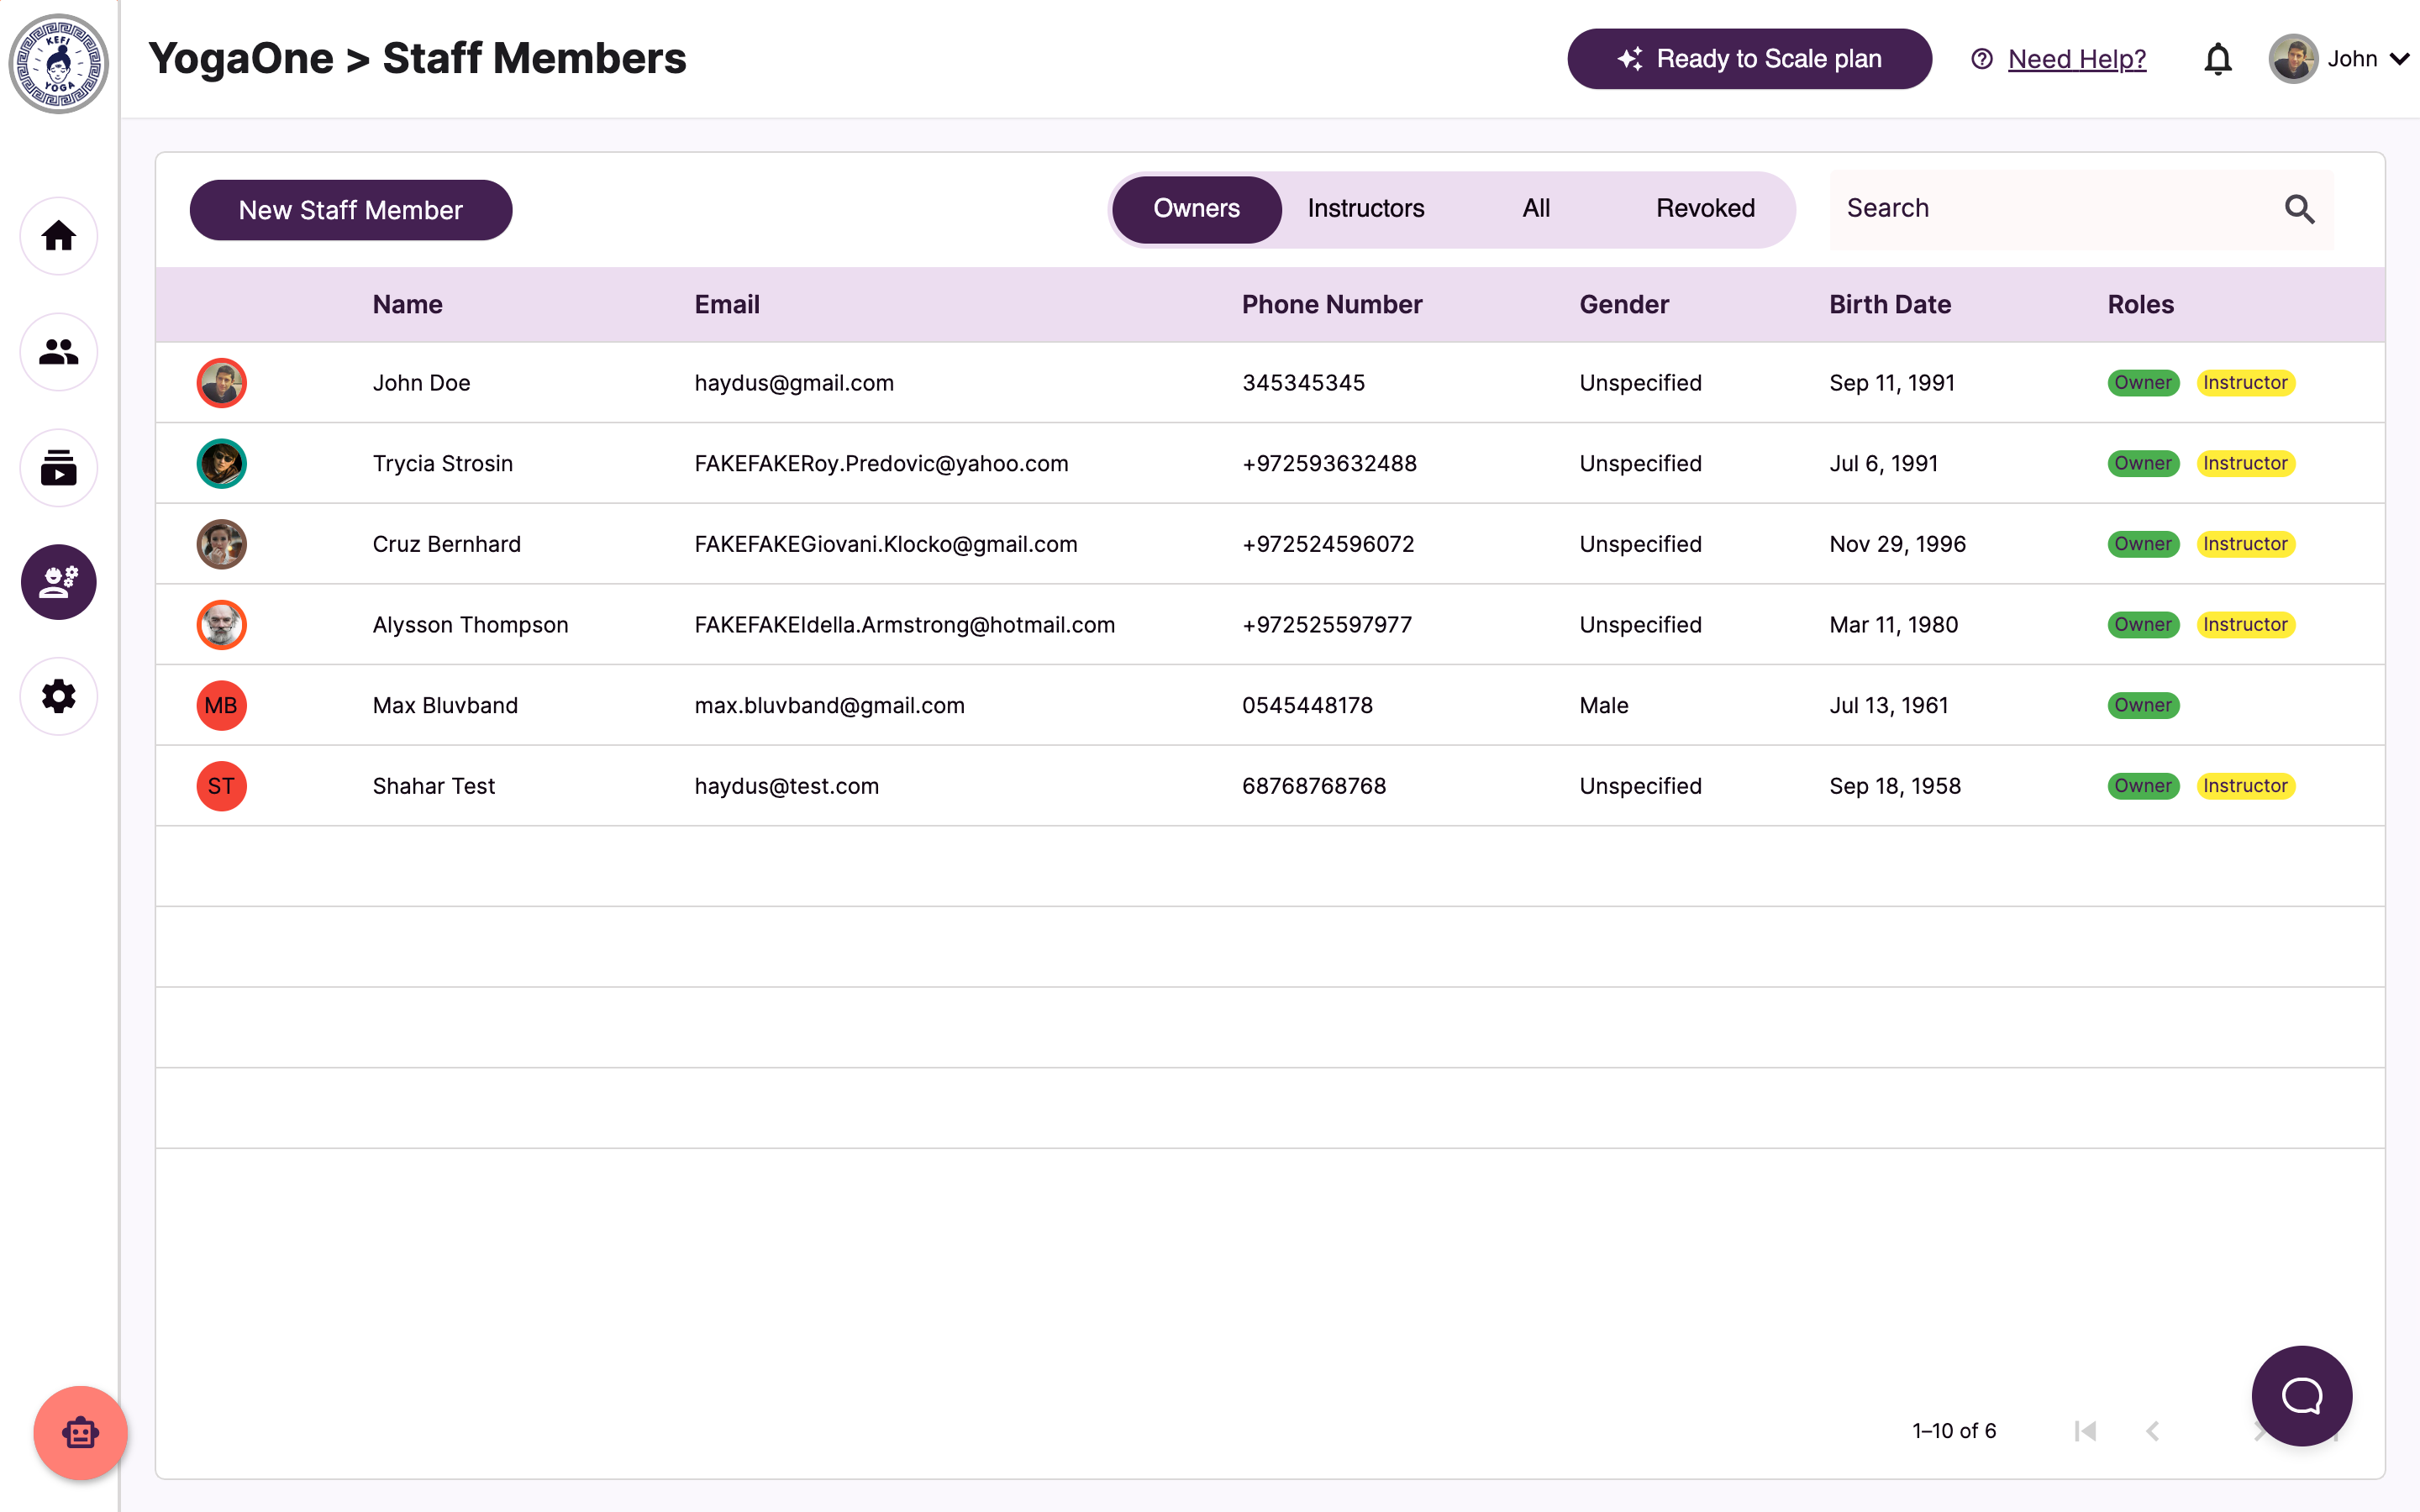 KEFI
YOGA
YogaOne > Staff Members
Ready to Scale plan
Need Help?
John
New Staff Member
Owners
Instructors
All
Revoked
Search
Name Email Phone Number Gender Birth Date Roles
John Doe haydus@gmail.com 345345345 Unspecified Sep 11, 1991 Owner Instructor
Trycia Strosin FAKEFAKERoy.Predovic@yahoo.com +972593632488 Unspecified Jul 6, 1991 Owner Instructor
Cruz Bernhard FAKEFAKEGiovani.Klocko@gmail.com +972524596072 Unspecified Nov 29, 1996 Owner Instructor
Alysson Thompson FAKEFAKEIdella.Armstrong@hotmail.com +972525597977 Unspecified Mar 11, 1980 Owner Instructor
MB Max Bluvband max.bluvband@gmail.com 0545448178 Male Jul 13, 1961 Owner
ST Shahar Test haydus@test.com 68768768768 Unspecified Sep 18, 1958 Owner Instructor
1–10 of 6